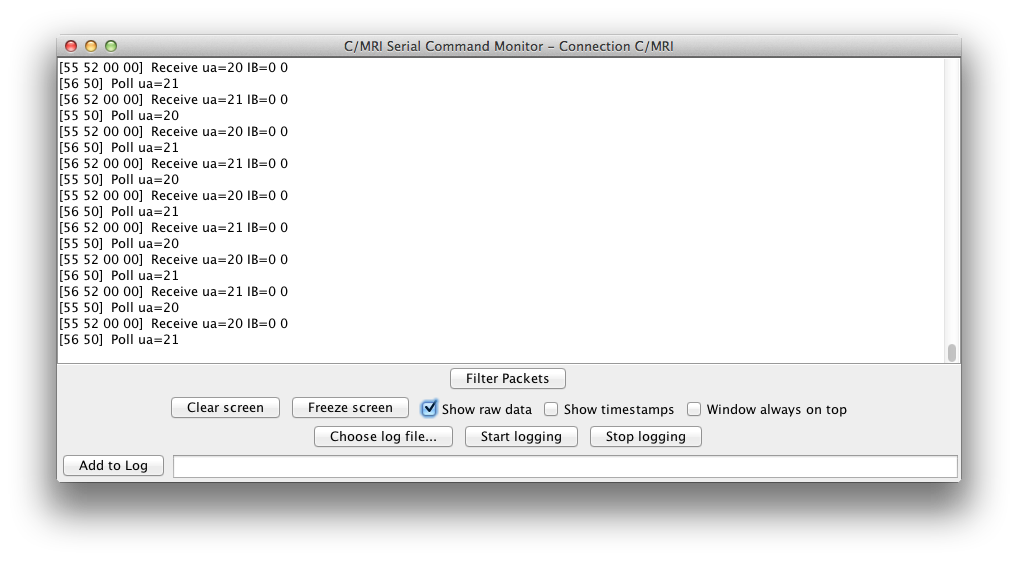 C/MRI Serial Command Monitor - Connection C/MRI
[55 52 00 00]  Receive ua=20 IB=0 0
[56 50]  Poll ua=21
[56 52 00 00]  Receive ua=21 IB=0 0
[55 50]  Poll ua=20
[55 52 00 00]  Receive ua=20 IB=0 0
[56 50]  Poll ua=21
[56 52 00 00]  Receive ua=21 IB=0 0
[55 50]  Poll ua=20
[55 52 00 00]  Receive ua=20 IB=0 0
[56 50]  Poll ua=21
[56 52 00 00]  Receive ua=21 IB=0 0
[55 50]  Poll ua=20
[55 52 00 00]  Receive ua=20 IB=0 0
[56 50]  Poll ua=21
[56 52 00 00]  Receive ua=21 IB=0 0
[55 50]  Poll ua=20
[55 52 00 00]  Receive ua=20 IB=0 0
[56 50]  Poll ua=21
Filter Packets
Clear screen Freeze screen Show raw data Show timestamps Window always on top
Choose log file... Start logging Stop logging
Add to Log